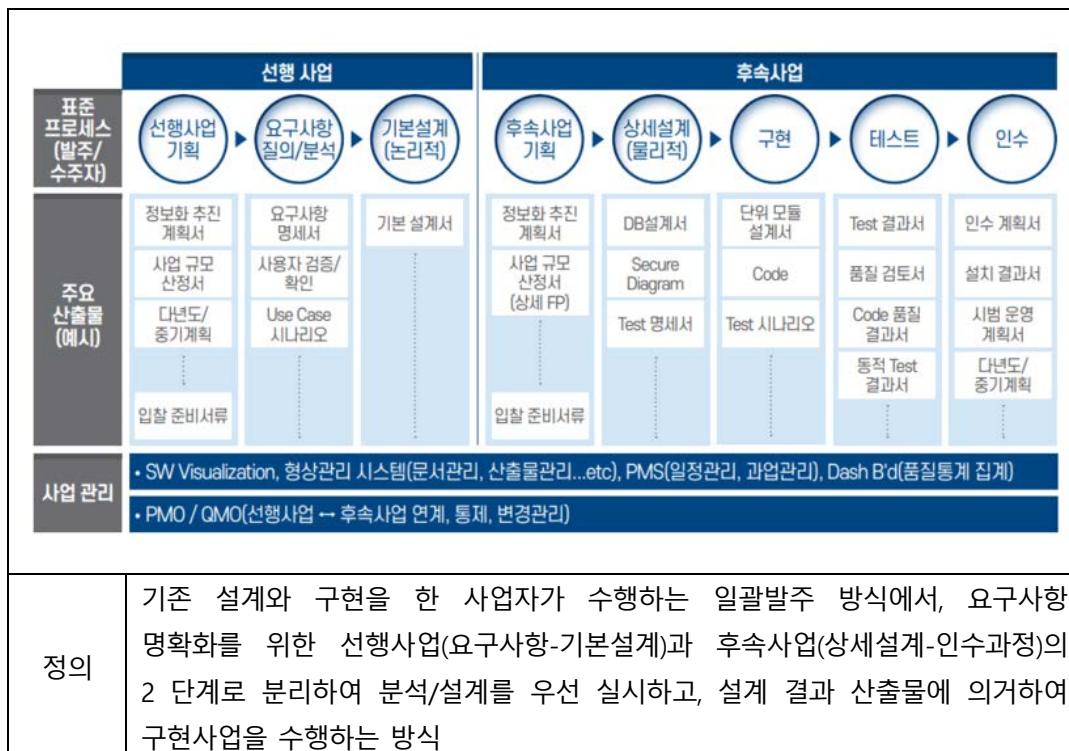 선행 사업
후속사업
표준
프로세스
(발주/
수주자)
선행사업
기획
요구사항
질의/분석
기본설계
(논리적)
후속사업
기획
상세설계
(물리적)
구현
테스트
인수
주요
산출물
(예시)
정보화 추진
계획서
사업 규모
산정서
다년도/
중기계획
입찰 준비서류
요구사항
명세서
사용자 검증/
확인
Use Case
시나리오
기본 설계서
정보화 추진
계획서
사업 규모
산정서
(상세 FP)
입찰 준비서류
DB설계서
Secure
Diagram
Test 명세서
단위 모듈
설계서
Code
Test 시나리오
Test 결과서
품질 검토서
Code 품질
결과서
동적 Test
결과서
인수 계획서
설치 결과서
시범 운영
계획서
다년도/
중기계획
사업 관리
• SW Visualization, 형상관리 시스템(문서관리, 산출물관리...etc), PMS(일정관리, 과업관리), Dash B'd(품질통계 집계)
• PMO / QMO(선행사업 ↔ 후속사업 연계, 통제, 변경관리)
정의
기존 설계와 구현을 한 사업자가 수행하는 일괄발주 방식에서, 요구사항
명확화를 위한 선행사업(요구사항-기본설계)과 후속사업(상세설계-인수과정)의
2 단계로 분리하여 분석/설계를 우선 실시하고, 설계 결과 산출물에 의거하여
구현사업을 수행하는 방식